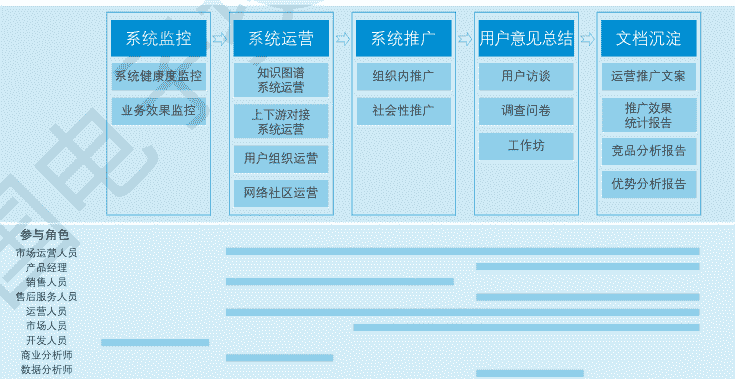 系统监控
系统运营
系统推广
用户意见总结
文档沉淀
系统健康度监控
业务效果监控
知识图谱
系统运营
上下游对接
系统运营
用户组织运营
网络社区运营
组织内推广
社会性推广
用户访谈
调查问卷
工作坊
运营推广文案
推广效果
统计报告
竞品分析报告
优势分析报告
参与角色
市场运营人员
产品经理
销售人员
售后服务人员
运营人员
市场人员
开发人员
商业分析师
数据分析师